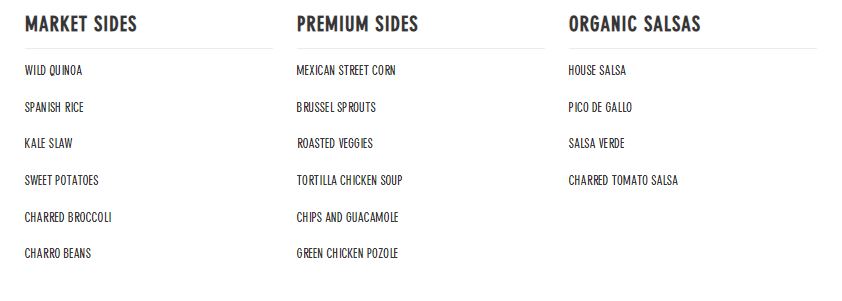 MARKET SIDES
WILD QUINOA
SPANISH RICE
KALE SLAW
SWEET POTATOES
CHARRED BROCCOLI
CHARRO BEANS
PREMIUM SIDES
MEXICAN STREET CORN
BRUSSEL SPROUTS
ROASTED VEGGIES
TORTILLA CHICKEN SOUP
CHIPS AND GUACAMOLE
GREEN CHICKEN POZOLE
ORGANIC SALSAS
HOUSE SALSA
PICO DE GALLO
SALSA VERDE
CHARRED TOMATO SALSA